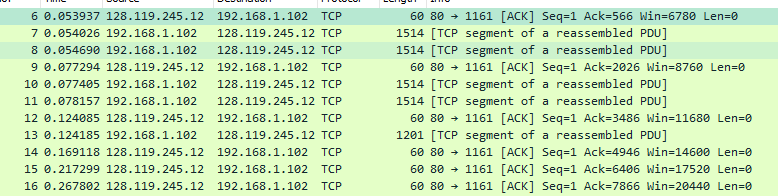 6 0.053937 128.119.245.12 192.168.1.102 TCP 60 80 → 1161 [ACK] Seq=1 Ack=566 Win=6780 Len=0
7 0.054026 192.168.1.102 128.119.245.12 TCP 1514 [TCP segment of a reassembled PDU]
8 0.054690 192.168.1.102 128.119.245.12 TCP 1514 [TCP segment of a reassembled PDU]
9 0.077294 128.119.245.12 192.168.1.102 TCP 60 80 → 1161 [ACK] Seq=1 Ack=2026 Win=8760 Len=0
10 0.077405 192.168.1.102 128.119.245.12 TCP 1514 [TCP segment of a reassembled PDU]
11 0.078157 192.168.1.102 128.119.245.12 TCP 1514 [TCP segment of a reassembled PDU]
12 0.124085 128.119.245.12 192.168.1.102 TCP 60 80 → 1161 [ACK] Seq=1 Ack=3486 Win=11680 Len=0
13 0.124185 192.168.1.102 128.119.245.12 TCP 1201 [TCP segment of a reassembled PDU]
14 0.169118 128.119.245.12 192.168.1.102 TCP 60 80 → 1161 [ACK] Seq=1 Ack=4946 Win=14600 Len=0
15 0.217299 128.119.245.12 192.168.1.102 TCP 60 80 → 1161 [ACK] Seq=1 Ack=6406 Win=17520 Len=0
16 0.267802 128.119.245.12 192.168.1.102 TCP 60 80 → 1161 [ACK] Seq=1 Ack=7866 Win=20440 Len=0